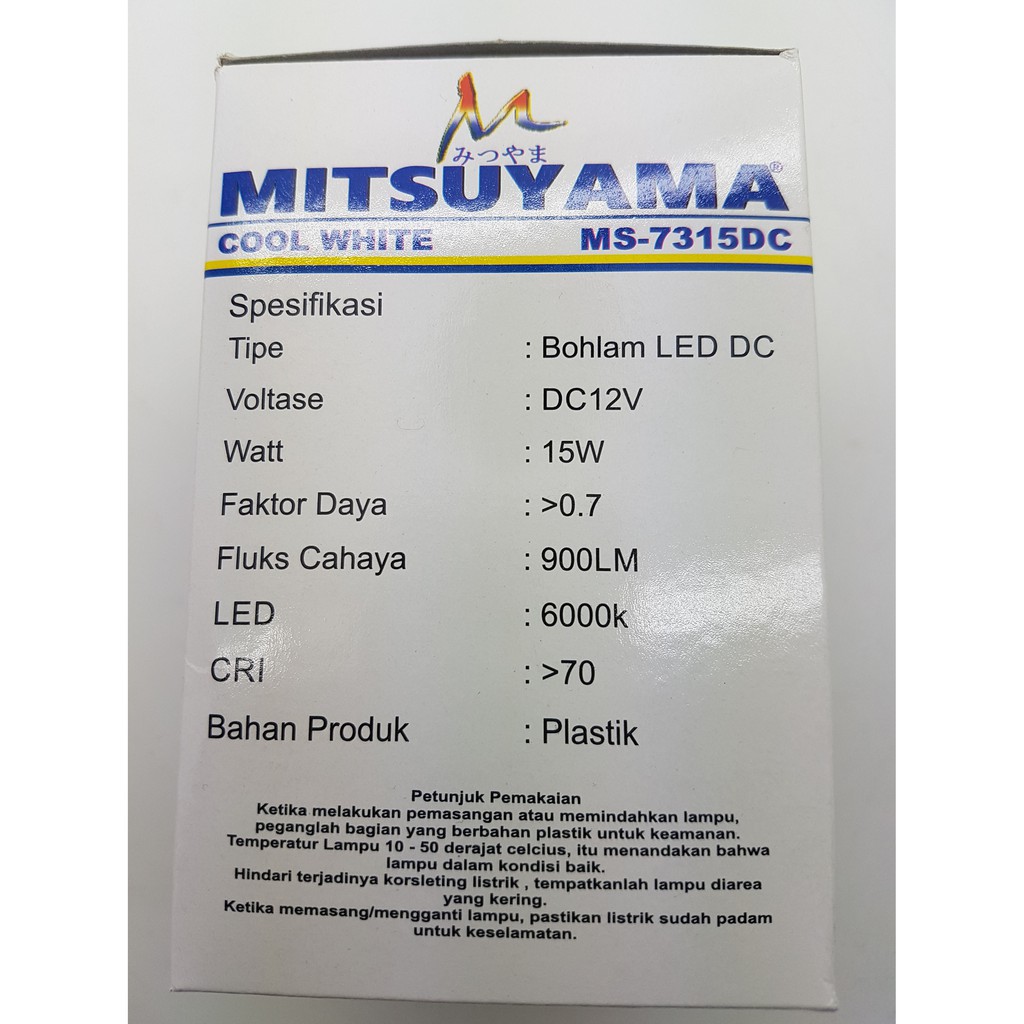 みつやま
MITSUYAMA®
COOL WHITE MS-7315DC
Spesifikasi
Tipe : Bohlam LED DC
Voltase : DC12V
Watt : 15W
Faktor Daya : >0.7
Fluks Cahaya : 900LM
LED : 6000k
CRI : >70
Bahan Produk : Plastik
Petunjuk Pemakaian
Ketika melakukan pemasangan atau memindahkan lampu,
peganglah bagian yang berbahan plastik untuk keamanan.
Temperatur Lampu 10 - 50 derajat celcius, itu menandakan bahwa
lampu dalam kondisi baik.
Hindari terjadinya korsleting listrik , tempatkanlah lampu diarea
yang kering.
Ketika memasang/mengganti lampu, pastikan listrik sudah padam
untuk keselamatan.